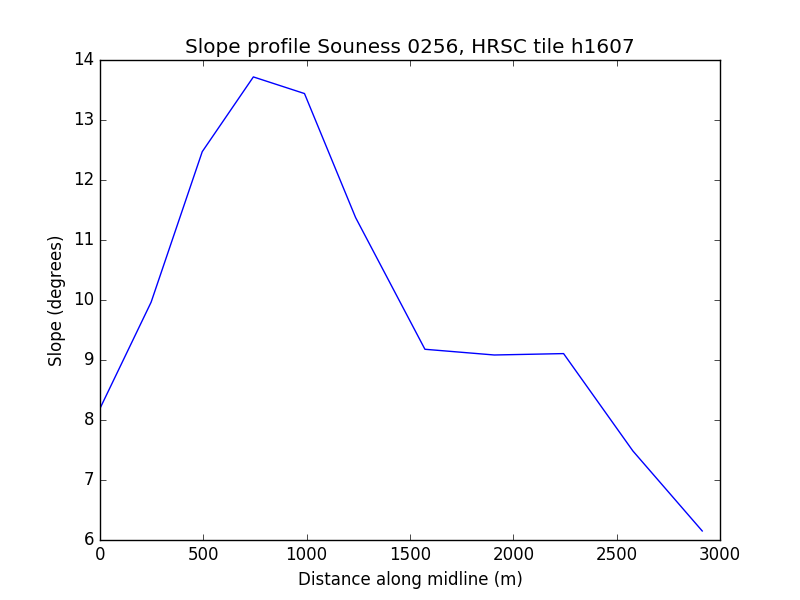 Slope profile Souness 0256, HRSC tile h1607
14
13
12
11
10
9
8
7
6
Slope (degrees)
0 500 1000 1500 2000 2500 3000
Distance along midline (m)